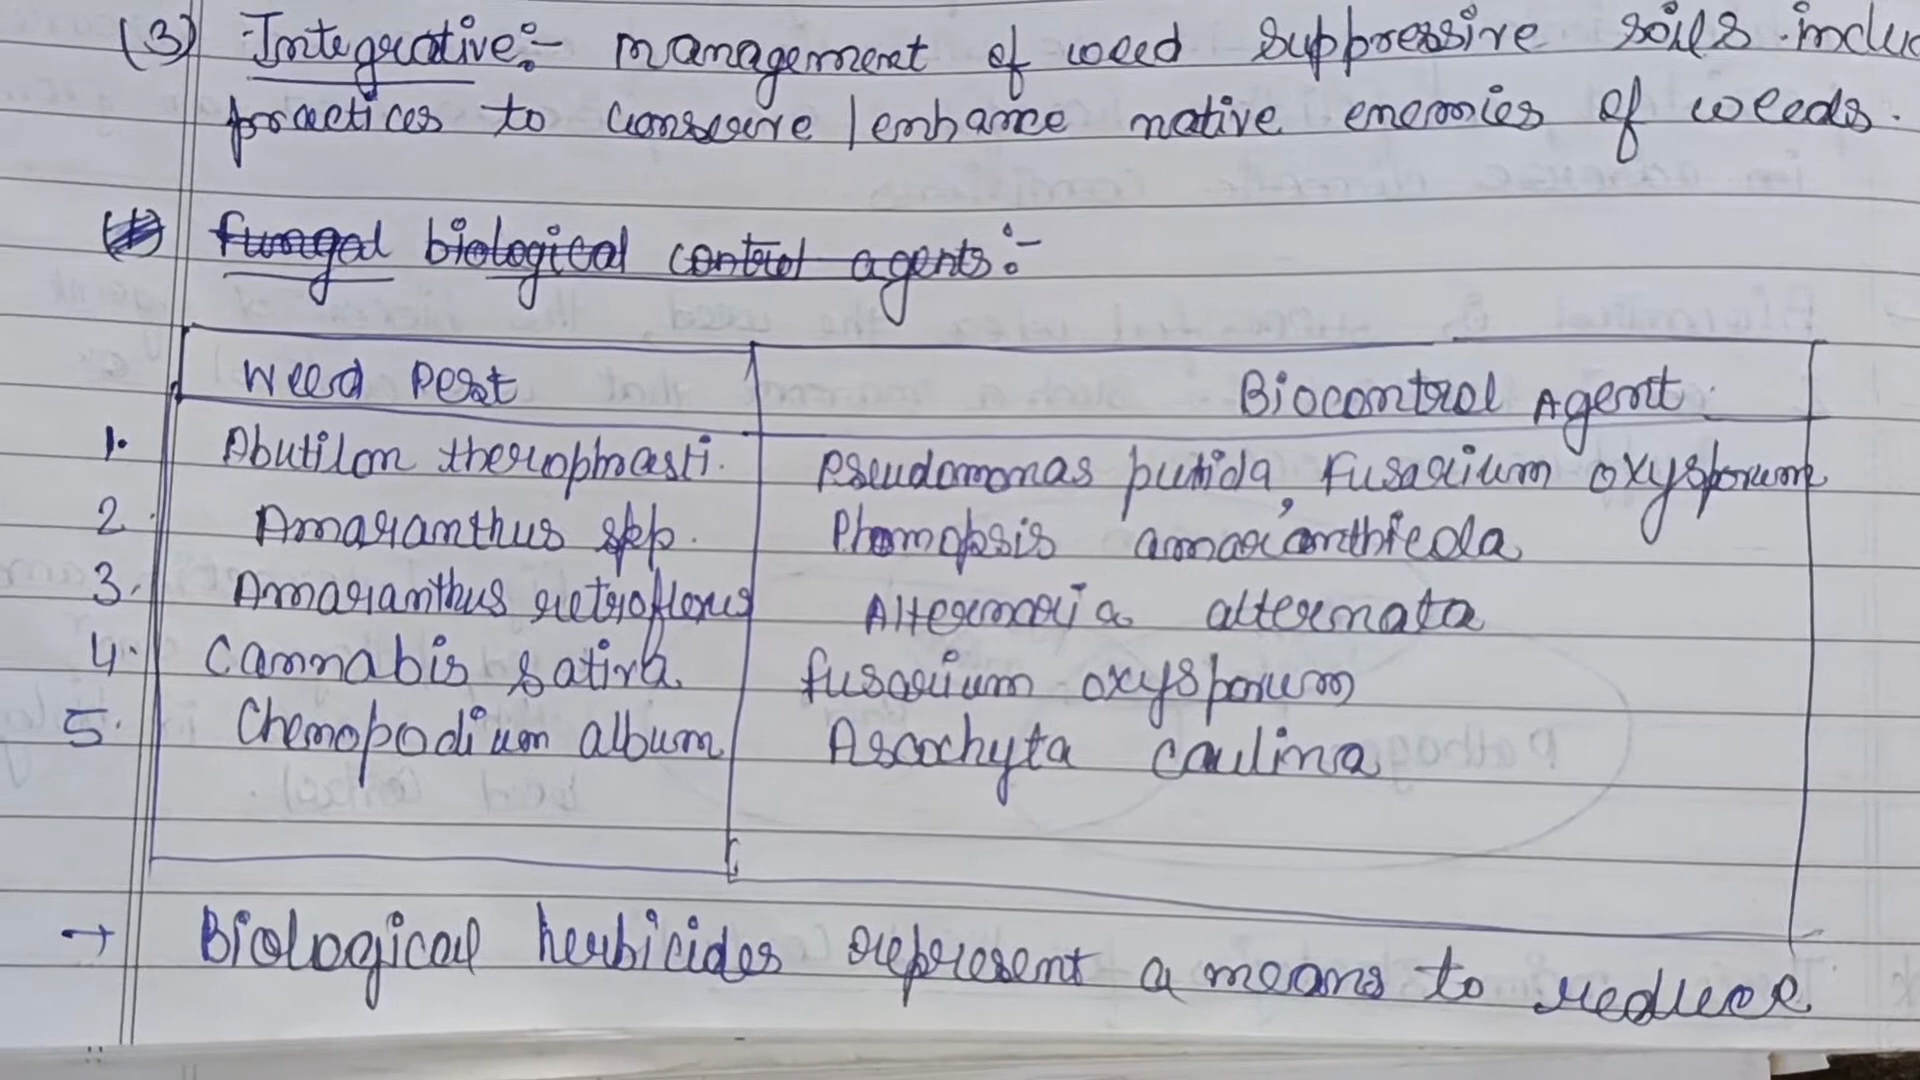 (3) Integrative:- management of weed suppressive soils inclu
practices to conserve / enhance native enemies of weeds.
fungal biological control agents:-
Weed Pest Biocontrol Agent
1. Abutilon theriophrasti. Pseudomonas putida, Fusarium oxysporum
2. Amaranthus spp. Phomopsis amaranthicola
3. Amaranthus retroflexus Alternaria alternata
4. Cannabis sativa fusarium oxysporum
5. Chenopodium album Ascochyta caulina
→ Biological herbicides represent a means to reduce